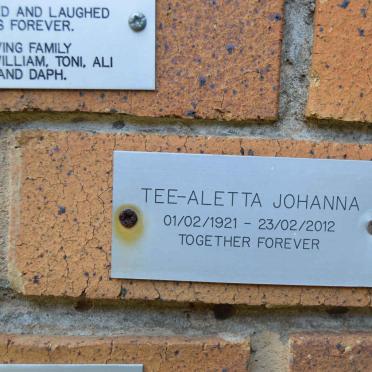 ED AND LAUGHED
S FOREVER.
VING FAMILY
WILLIAM, TONI, ALI
AND DAPH.
TEE-ALETTA JOHANNA
01/02/1921 - 23/02/2012
TOGETHER FOREVER